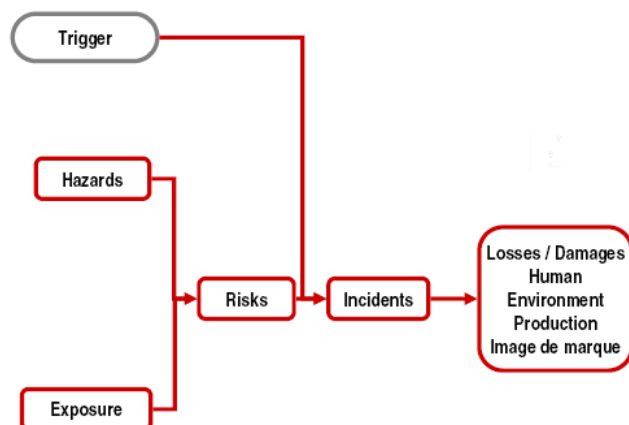 Trigger
Hazards
Risks
Incidents
Losses / Damages
Human
Environment
Production
Image de marque
Exposure